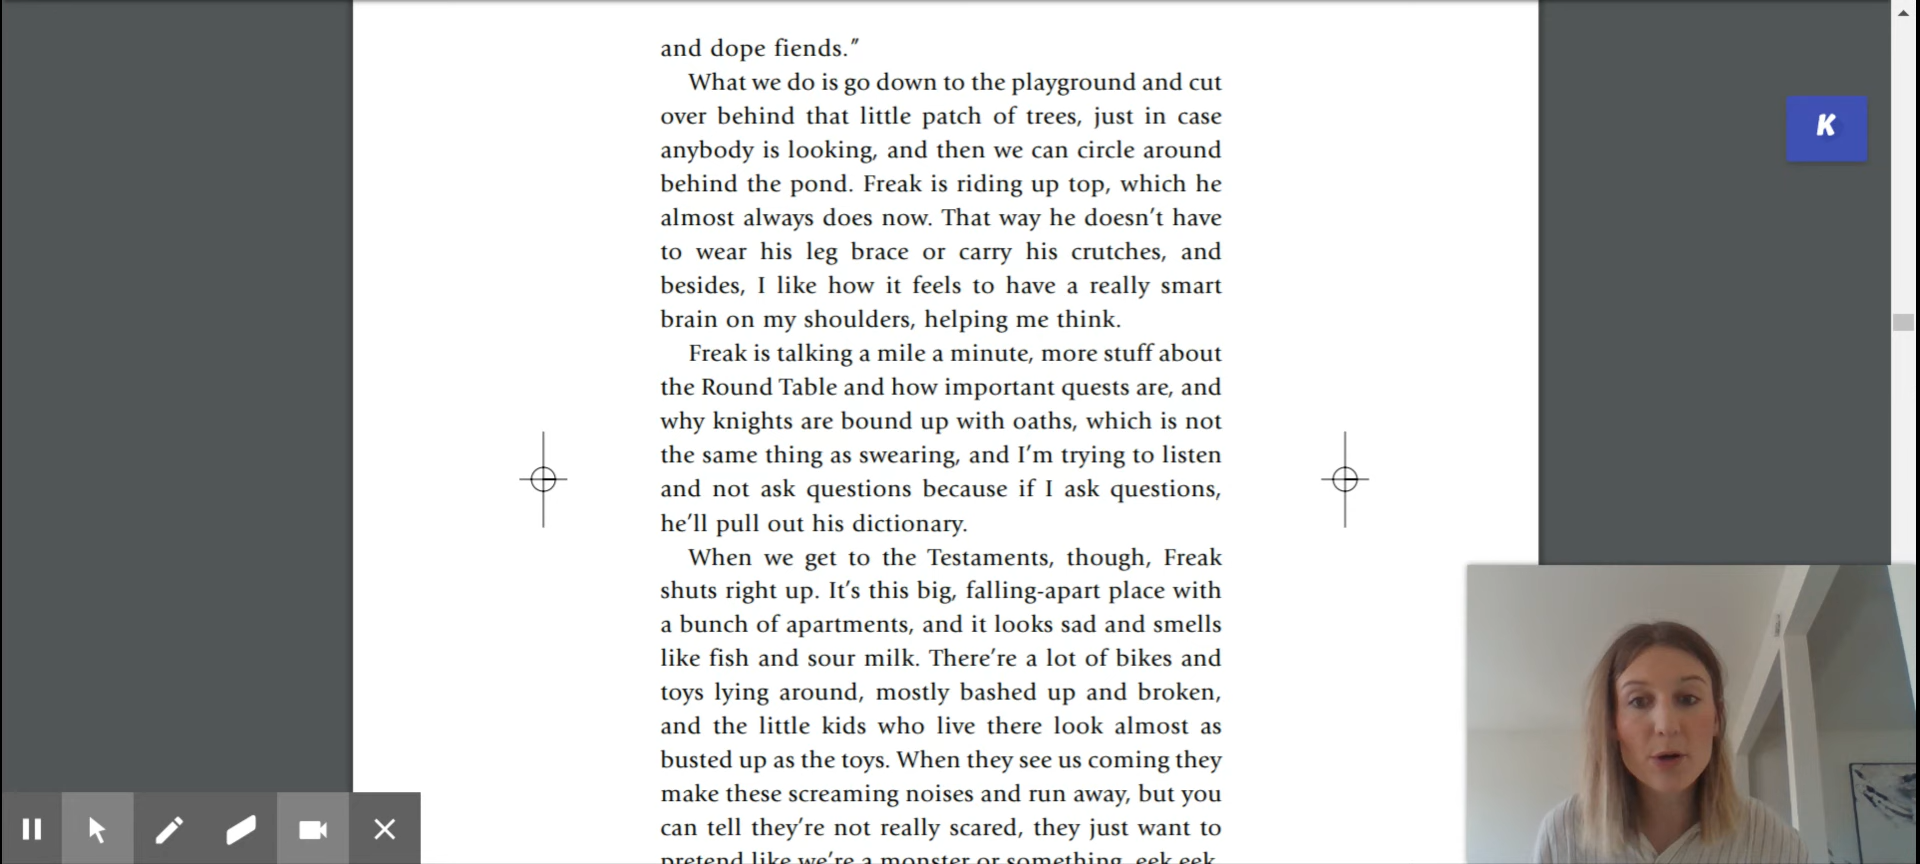 and dope fiends.”
What we do is go down to the playground and cut
over behind that little patch of trees, just in case
anybody is looking, and then we can circle around
behind the pond. Freak is riding up top, which he
almost always does now. That way he doesn’t have
to wear his leg brace or carry his crutches, and
besides, I like how it feels to have a really smart
brain on my shoulders, helping me think.
Freak is talking a mile a minute, more stuff about
the Round Table and how important quests are, and
why knights are bound up with oaths, which is not
the same thing as swearing, and I’m trying to listen
and not ask questions because if I ask questions,
he’ll pull out his dictionary.
When we get to the Testaments, though, Freak
shuts right up. It’s this big, falling-apart place with
a bunch of apartments, and it looks sad and smells
like fish and sour milk. There’re a lot of bikes and
toys lying around, mostly bashed up and broken,
and the little kids who live there look almost as
busted up as the toys. When they see us coming they
make these screaming noises and run away, but you
can tell they’re not really scared, they just want to
pretend like we’re a monster or something, eek eek
K